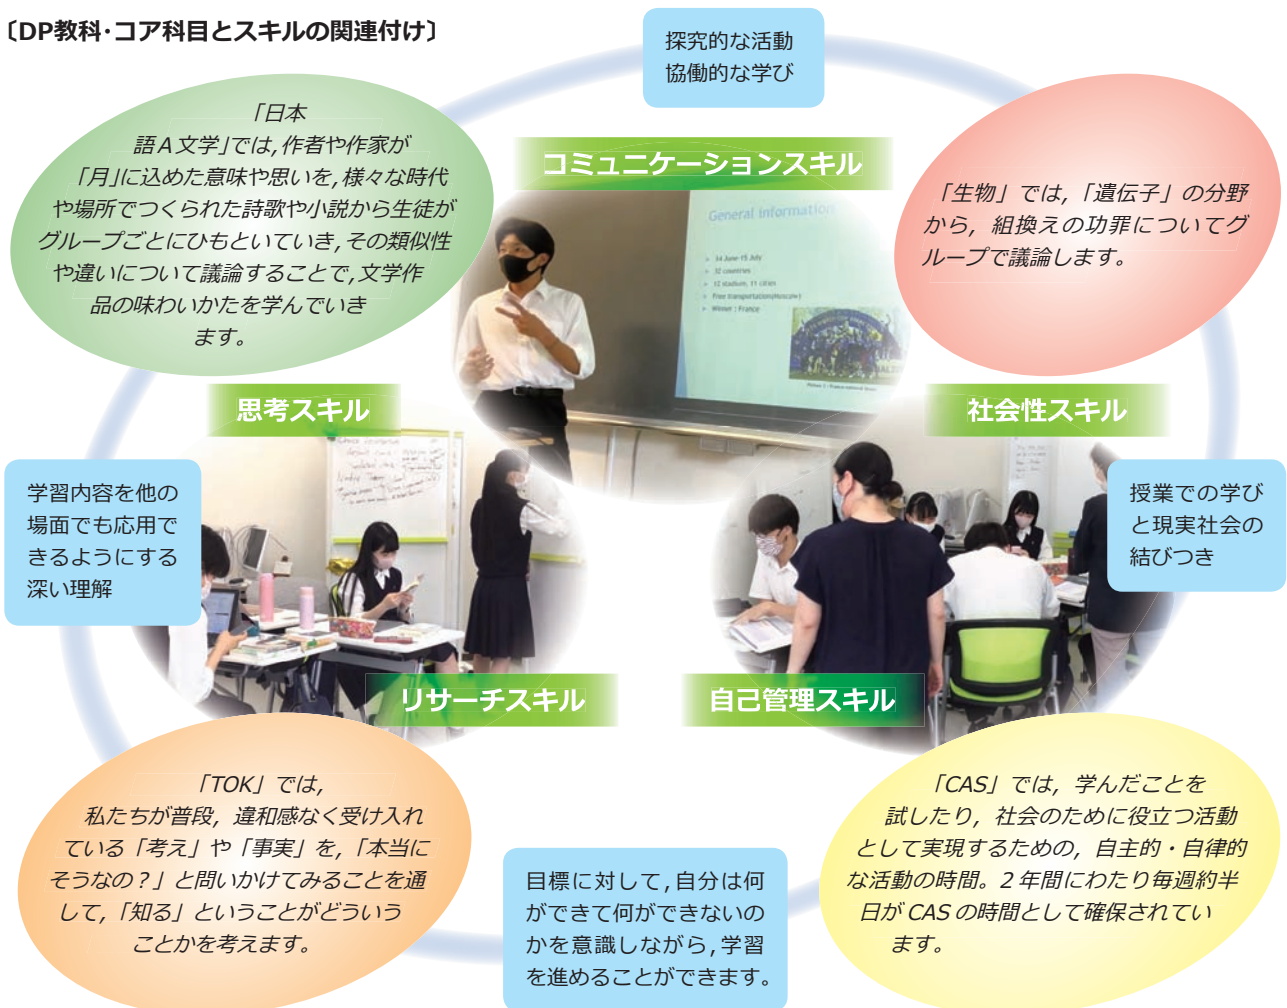 〔DP教科・コア科目とスキルの関連付け〕
探究的な活動
協働的な学び
「日本
語A文学」では,作者や作家が
「月」に込めた意味や思いを,様々な時代
や場所でつくられた詩歌や小説から生徒が
グループごとにひもといていき,その類似性
や違いについて議論することで,文学作
品の味わいかたを学んでいき
ます。
コミュニケーションスキル
「生物」では,「遺伝子」の分野
から,組換えの功罪についてグ
ループで議論します。
General information
14 June-15 July
32 countries
12 stadium, 11 cities
Free transportation(Moscow)
Winner : France
思考スキル
社会性スキル
学習内容を他の
場面でも応用で
きるようにする
深い理解
授業での学び
と現実社会の
結びつき
リサーチスキル
自己管理スキル
「TOK」では,
私たちが普段,違和感なく受け入れ
ている「考え」や「事実」を,「本当に
そうなの？」と問いかけてみることを通
して,「知る」ということがどういう
ことかを考えます。
目標に対して,自分は何
ができて何ができないの
かを意識しながら,学習
を進めることができます。
「CAS」では,学んだことを
試したり,社会のために役立つ活動
として実現するための,自主的・自律的
な活動の時間。2年間にわたり毎週約半
日がCASの時間として確保されてい
ます。